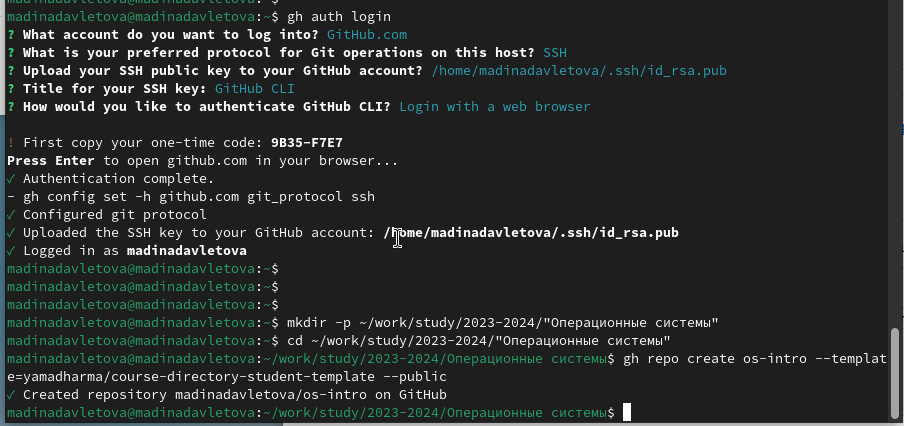 madinadavletova@madinadavletova:~$
madinadavletova@madinadavletova:~$ gh auth login
? What account do you want to log into? GitHub.com
? What is your preferred protocol for Git operations on this host? SSH
? Upload your SSH public key to your GitHub account? /home/madinadavletova/.ssh/id_rsa.pub
? Title for your SSH key: GitHub CLI
? How would you like to authenticate GitHub CLI? Login with a web browser
! First copy your one-time code: 9B35-F7E7
Press Enter to open github.com in your browser...
✓ Authentication complete.
- gh config set -h github.com git_protocol ssh
✓ Configured git protocol
✓ Uploaded the SSH key to your GitHub account: /home/madinadavletova/.ssh/id_rsa.pub
✓ Logged in as madinadavletova
madinadavletova@madinadavletova:~$
madinadavletova@madinadavletova:~$
madinadavletova@madinadavletova:~$
madinadavletova@madinadavletova:~$ mkdir -p ~/work/study/2023-2024/"Операционные системы"
madinadavletova@madinadavletova:~$ cd ~/work/study/2023-2024/"Операционные системы"
madinadavletova@madinadavletova:~/work/study/2023-2024/Операционные системы$ gh repo create os-intro --templat
e=yamadharma/course-directory-student-template --public
✓ Created repository madinadavletova/os-intro on GitHub
madinadavletova@madinadavletova:~/work/study/2023-2024/Операционные системы$